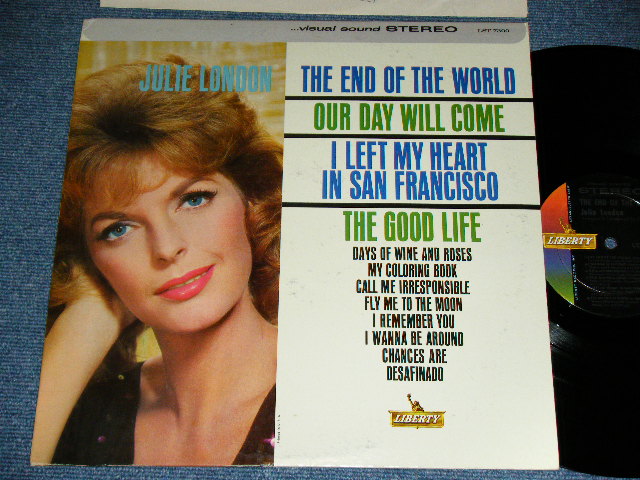 ...visual sound STEREO
LST 7300
JULIE LONDON
THE END OF THE WORLD
OUR DAY WILL COME
I LEFT MY HEART
IN SAN FRANCISCO
THE GOOD LIFE
DAYS OF WINE AND ROSES
MY COLORING BOOK
CALL ME IRRESPONSIBLE
FLY ME TO THE MOON
I REMEMBER YOU
I WANNA BE AROUND
CHANCES ARE
DESAFINADO
LIBERTY
STEREO
THE END OF THE
Julie London
LIBERTY